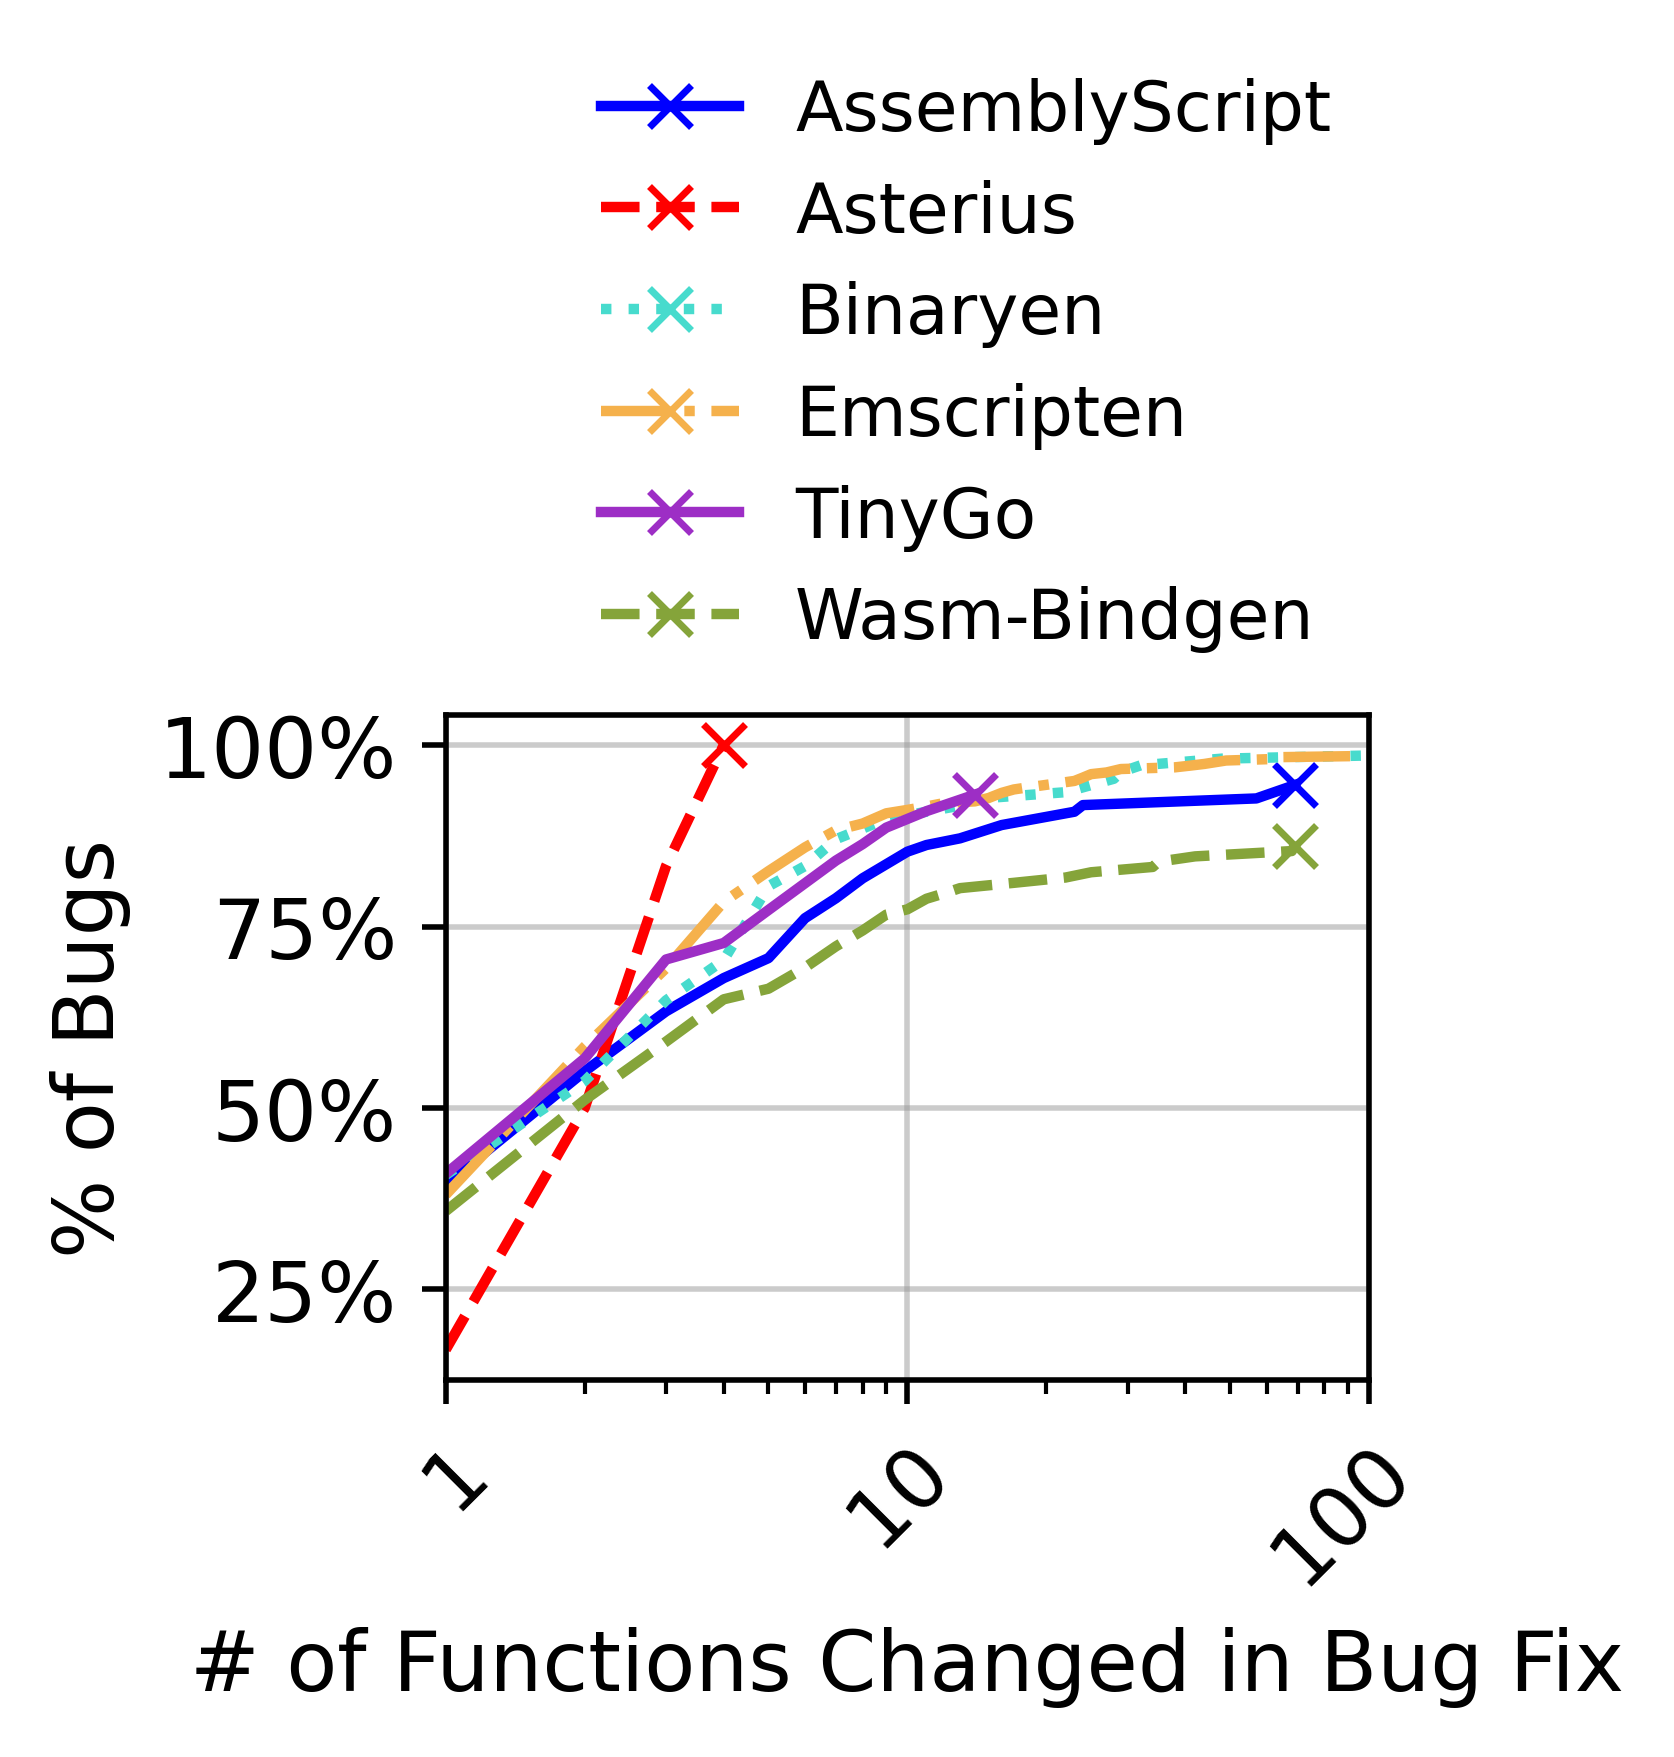 AssemblyScript
Asterius
Binaryen
Emscripten
TinyGo
Wasm-Bindgen
100%
75%
50%
25%
% of Bugs
1
10
100
# of Functions Changed in Bug Fix